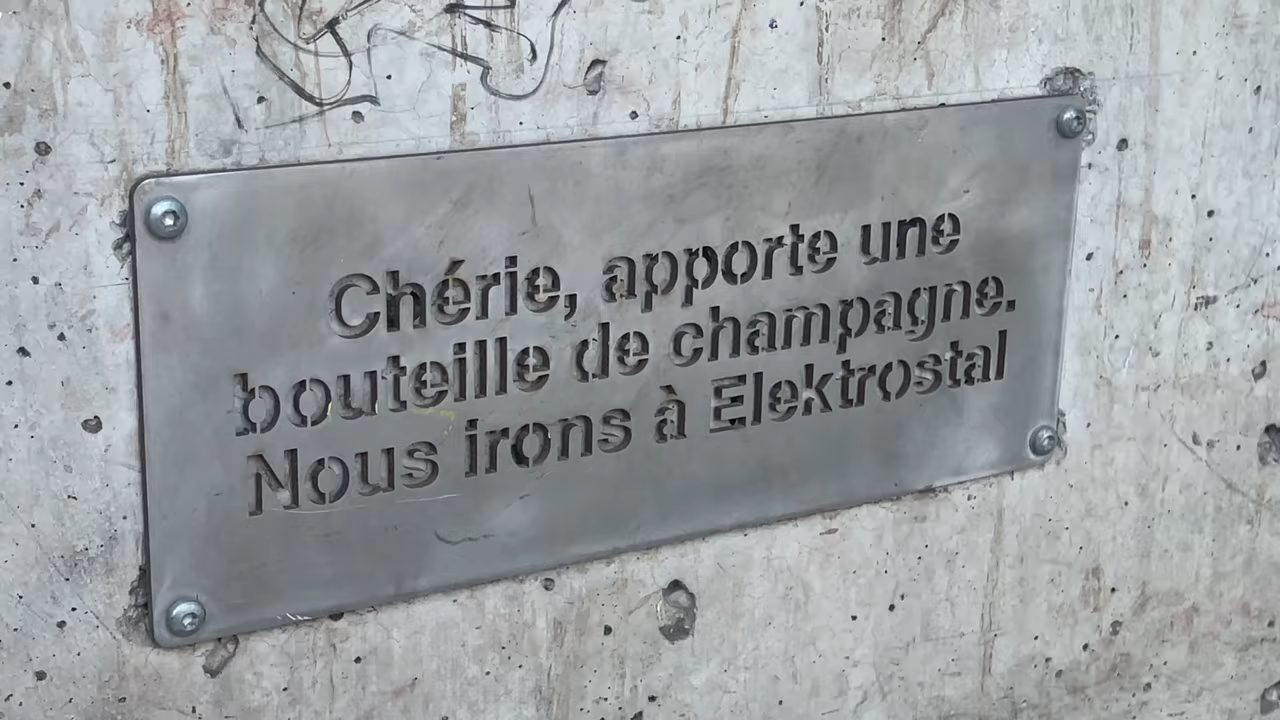 Chérie, apporte une
bouteille de champagne.
Nous irons à Elektrostal